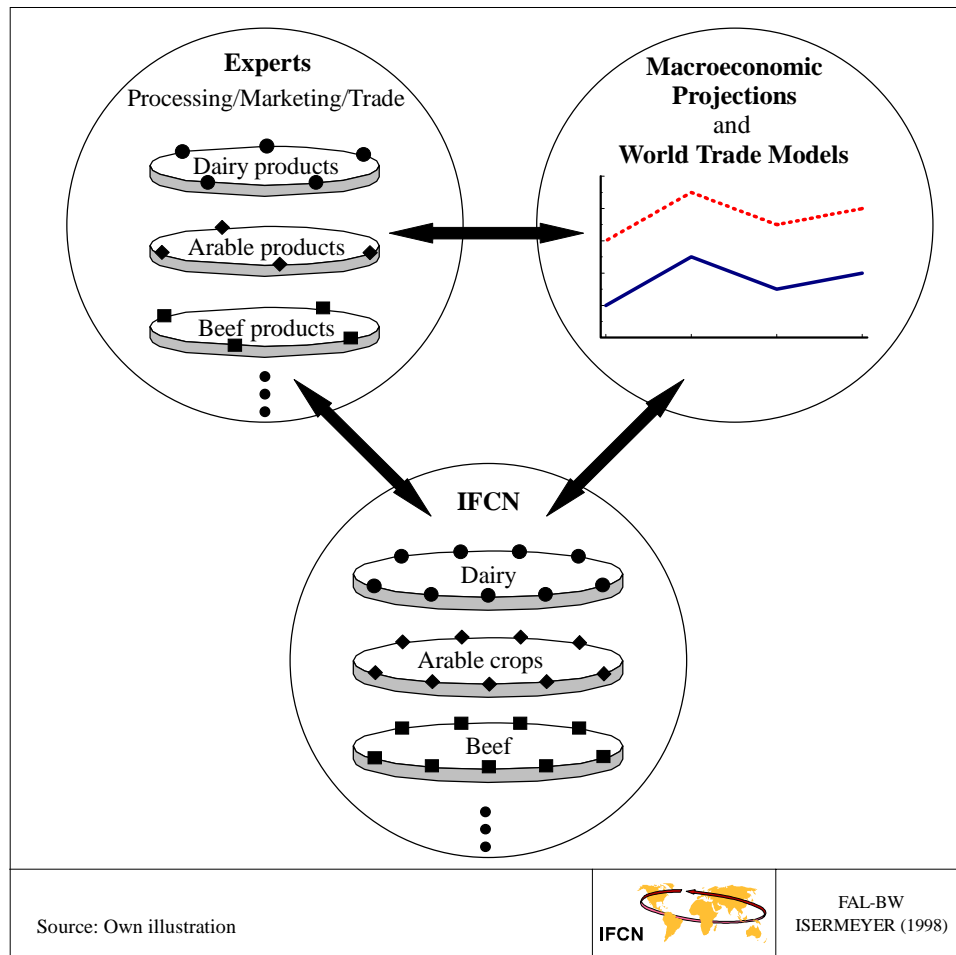 Experts
Processing/Marketing/Trade
Dairy products
Arable products
Beef products
Macroeconomic
Projections
and
World Trade Models
IFCN
Dairy
Arable crops
Beef
Source: Own illustration
IFCN
FAL-BW
ISERMEYER (1998)